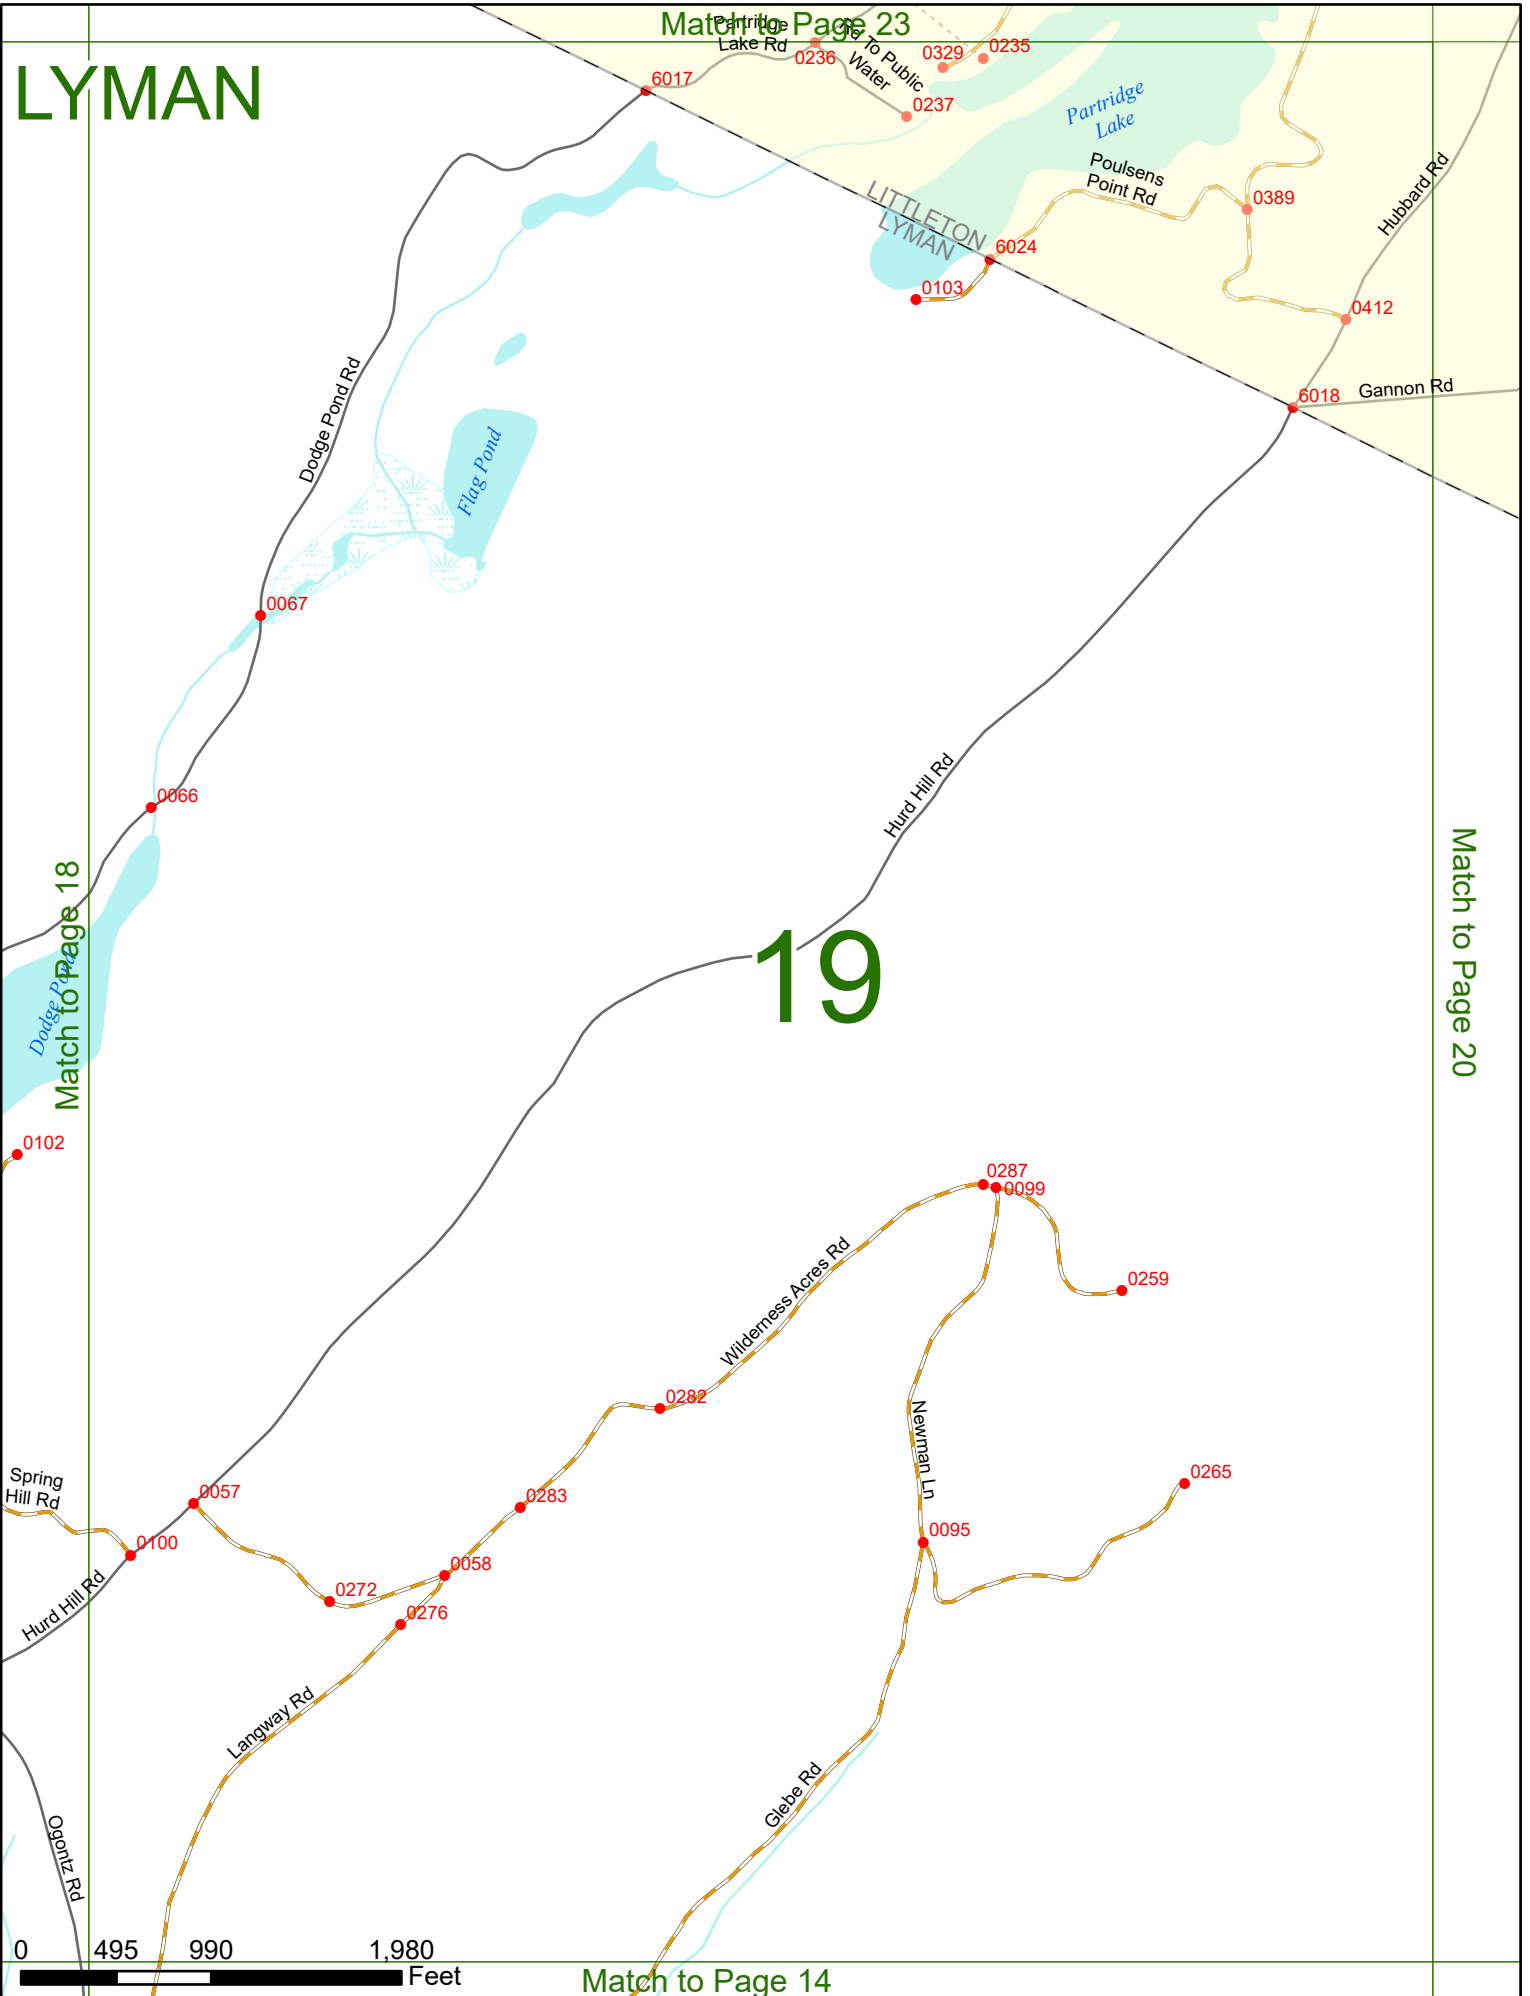 Match to Page 23
LYMAN
Partridge
Lake Rd
Rd To Public
Water
0236
0329
0235
6017
0237
Partridge
Lake
Poulsens
Point Rd
0389
Hubbard Rd
LITTLETON
LYMAN
6024
0103
0412
6018
Gannon Rd
Dodge Pond Rd
Flag Pond
0067
0066
Hurd Hill Rd
Match to Page 18
Dodge Pond
19
Match to Page 20
0102
0287
0099
0259
Wilderness Acres Rd
0282
Newman Ln
Spring
Hill Rd
0057
0283
0265
0100
0095
0058
0272
0276
Hurd Hill Rd
Langway Rd
Glebe Rd
Ogontz Rd
0 495 990 1,980
Feet
Match to Page 14